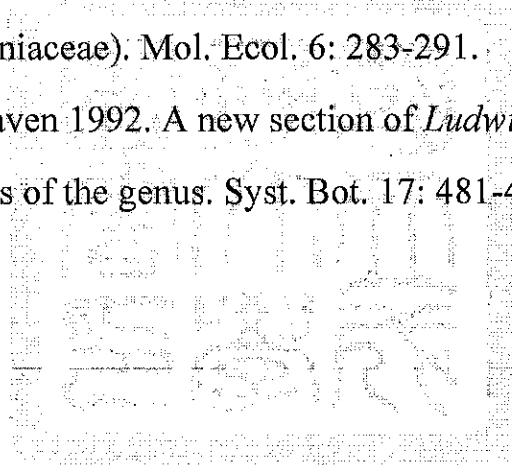 niaceae). Mol. Ecol. 6: 283-291.
aven 1992. A new section of Ludwi
s of the genus. Syst. Bot. 17: 481-4